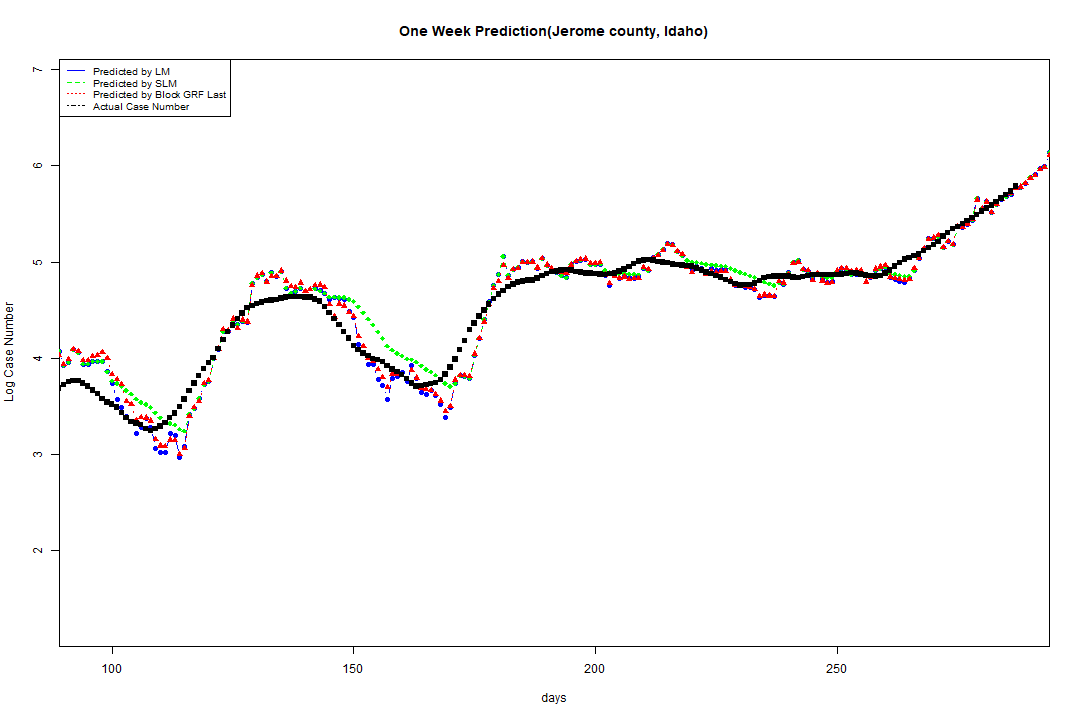 One Week Prediction(Jerome county, Idaho)
Predicted by LM
Predicted by SLM
Predicted by Block GRF Last
Actual Case Number
7
6
5
4
3
2
Log Case Number
100
150
200
250
days